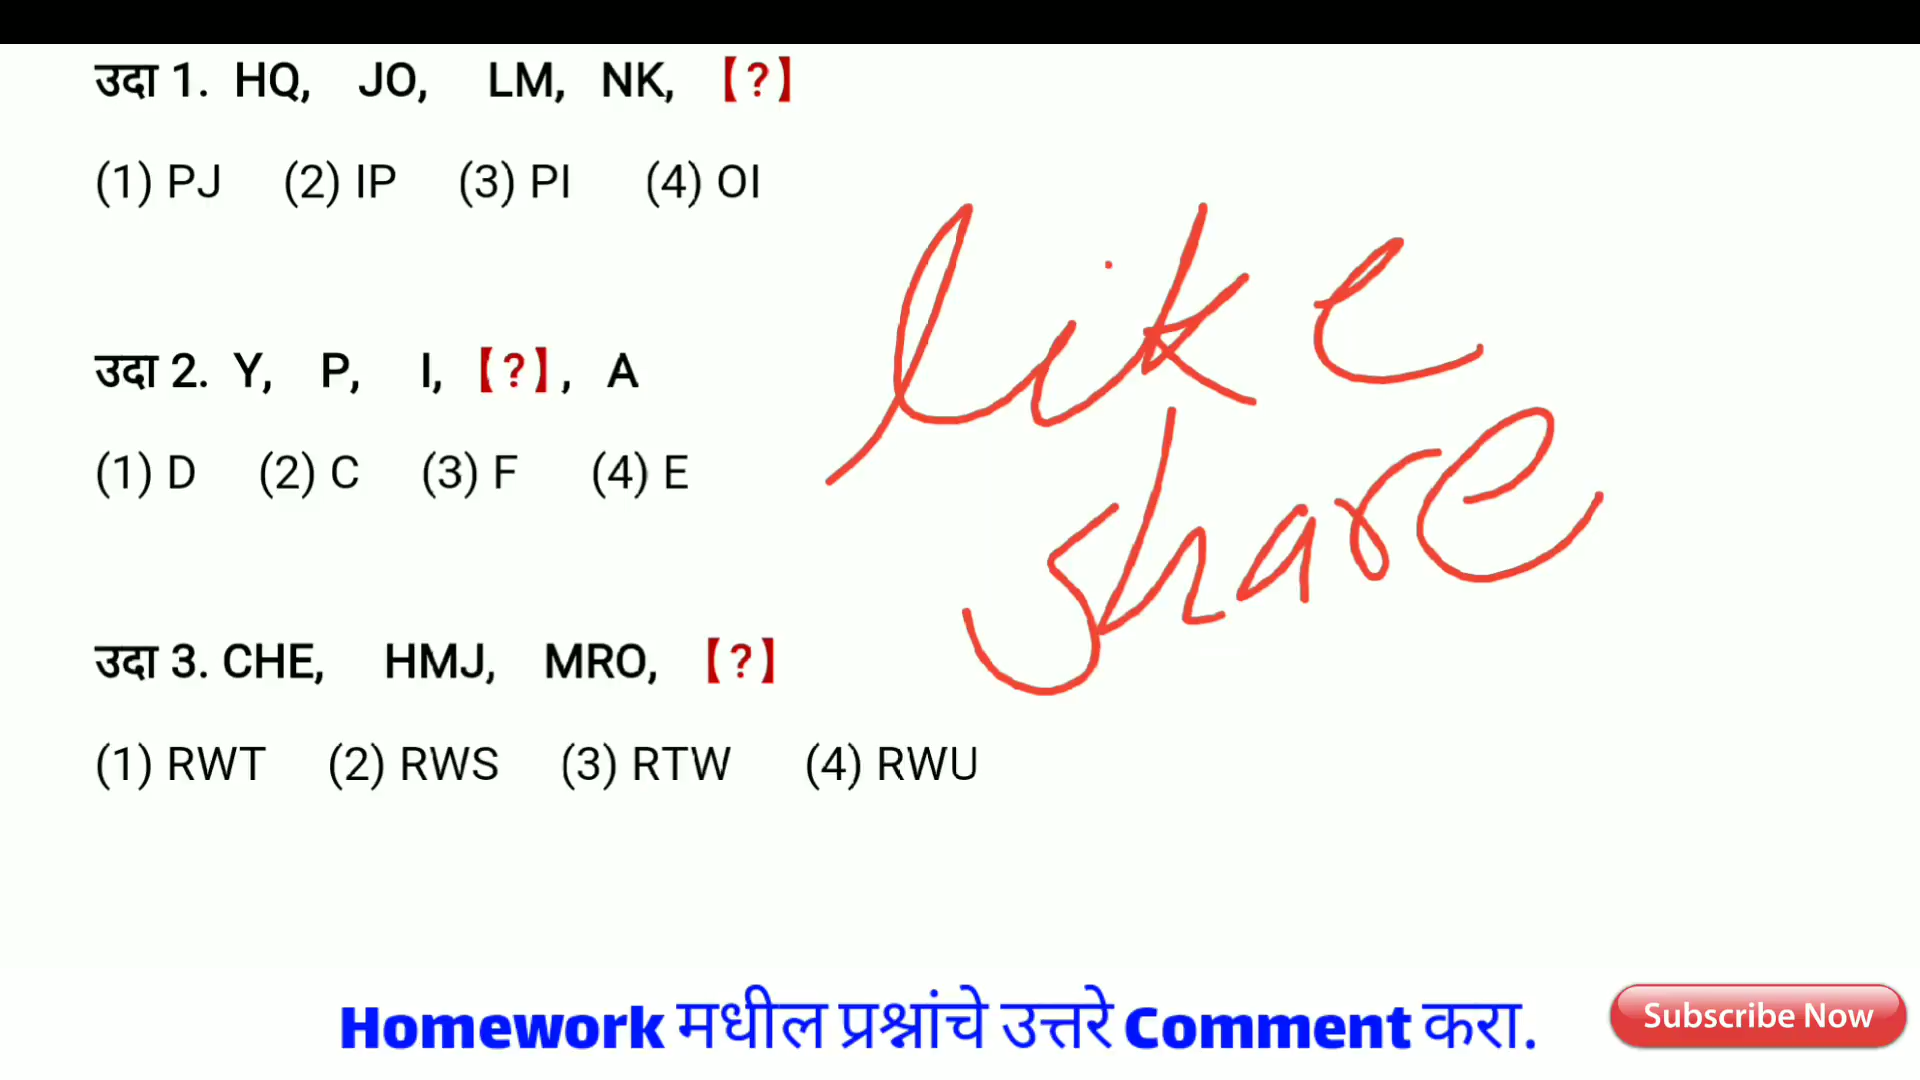 उदा 1. HQ, JO, LM, NK, 【?】
(1) PJ (2) IP (3) PI (4) OI
like
उदा 2. Y, P, I, 【?】, A
(1) D (2) C (3) F (4) E
share
उदा 3. CHE, HMJ, MRO, 【?】
(1) RWT (2) RWS (3) RTW (4) RWU
Homework मधील प्रश्नांचे उत्तरे Comment करा.
Subscribe Now